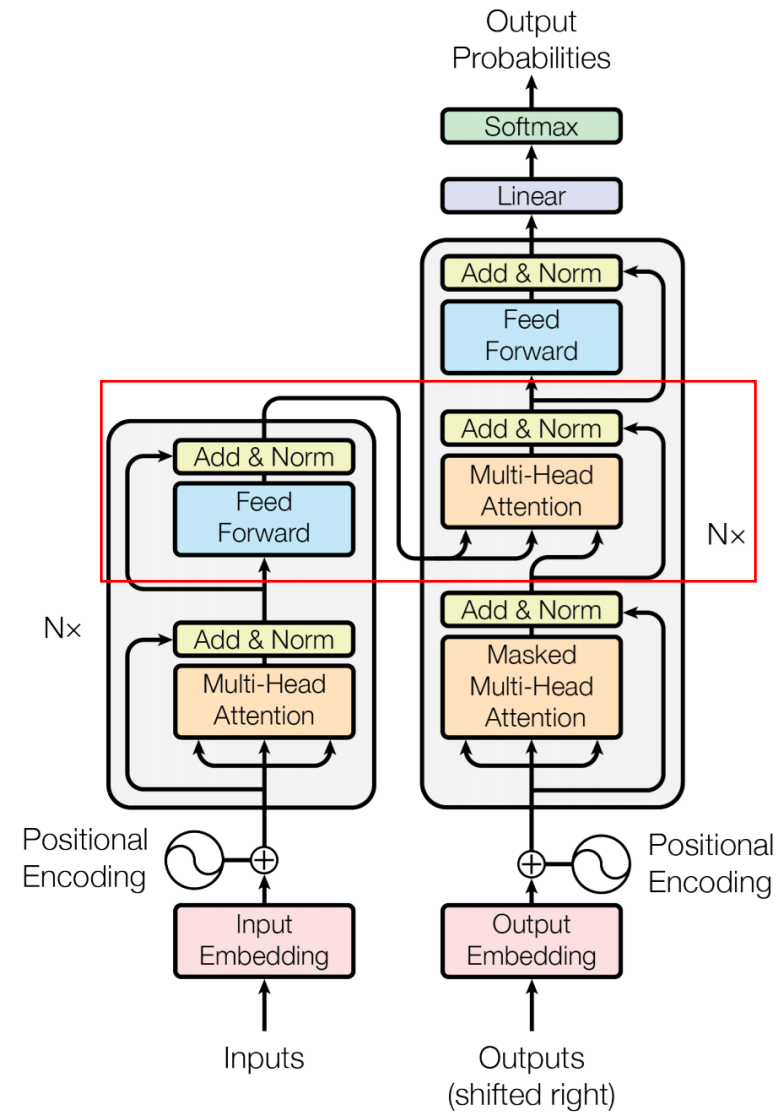 Output
Probabilities
Softmax
Linear
Add & Norm
Feed
Forward
Add & Norm
Multi-Head
Attention
Add & Norm
Feed
Forward
N×
N×
Add & Norm
Add & Norm
Multi-Head
Attention
Masked
Multi-Head
Attention
Positional
Encoding
Positional
Encoding
Input
Embedding
Output
Embedding
Inputs
Outputs
(shifted right)